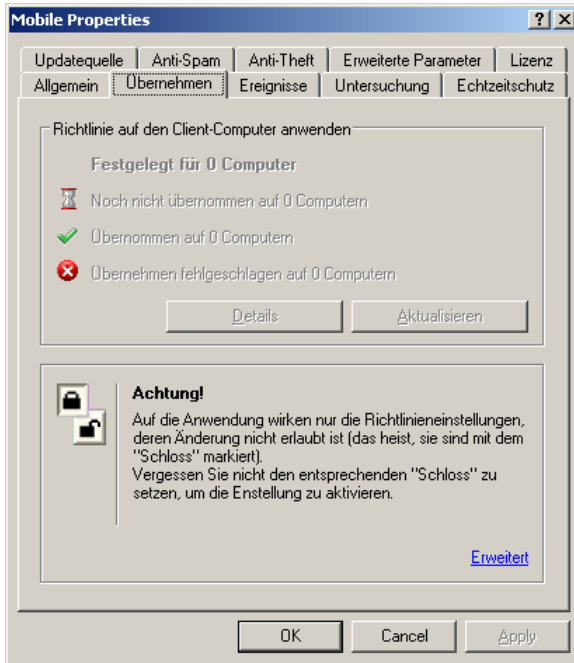 Mobile Properties
Updatequelle Anti-Spam Anti-Theft Erweiterte Parameter Lizenz
Allgemein Übernehmen Ereignisse Untersuchung Echtzeitschutz
Richtlinie auf den Client-Computer anwenden
Festgelegt für 0 Computer
Noch nicht übernommen auf 0 Computern
Übernommen auf 0 Computern
Übernehmen fehlgeschlagen auf 0 Computern
Details Aktualisieren
Achtung!
Auf die Anwendung wirken nur die Richtlinieneinstellungen,
deren Änderung nicht erlaubt ist (das heist, sie sind mit dem
"Schloss" markiert).
Vergessen Sie nicht den entsprechenden "Schloss" zu
setzen, um die Enstellung zu aktivieren.
Erweitert
OK Cancel Apply